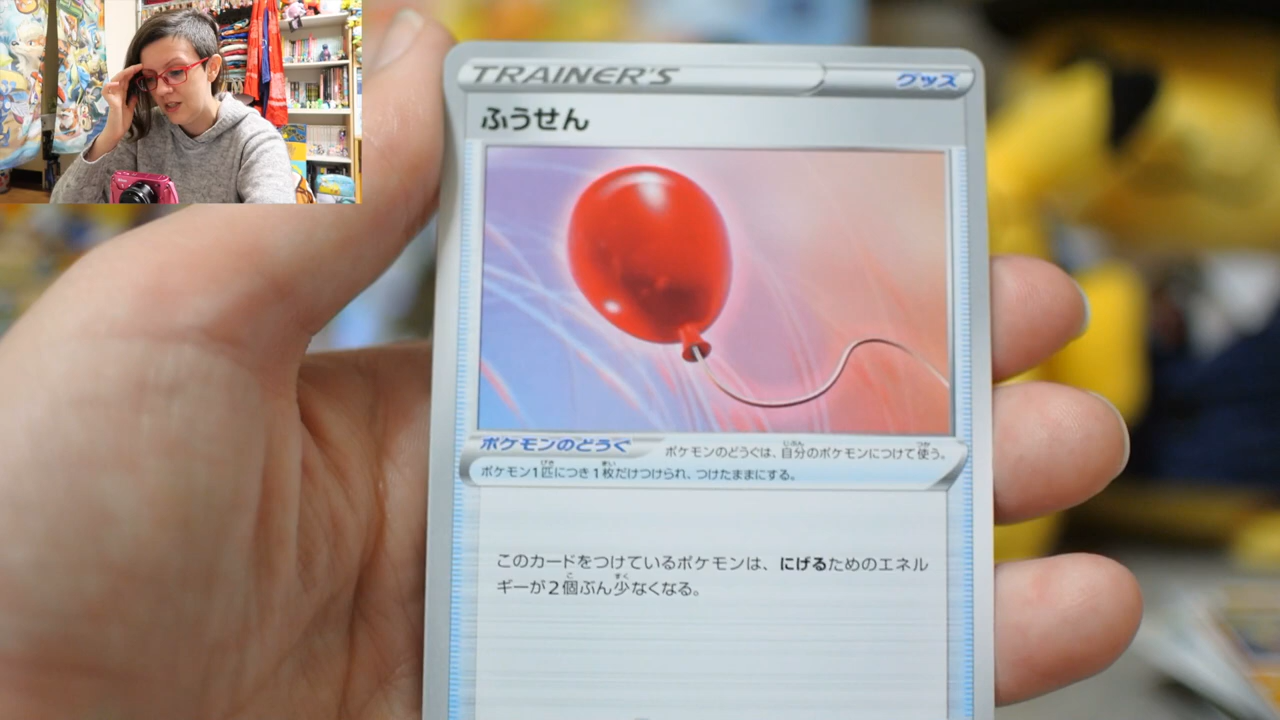 TRAINER'S
グッズ
ふうせん
ポケモンのどうぐ
ポケモンのどうぐは、自分のポケモンにつけて使う。
ポケモン1匹につき1枚だけつけられ、つけたままにする。
このカードをつけているポケモンは、にげるためのエネル
ギーが2個ぶん少なくなる。